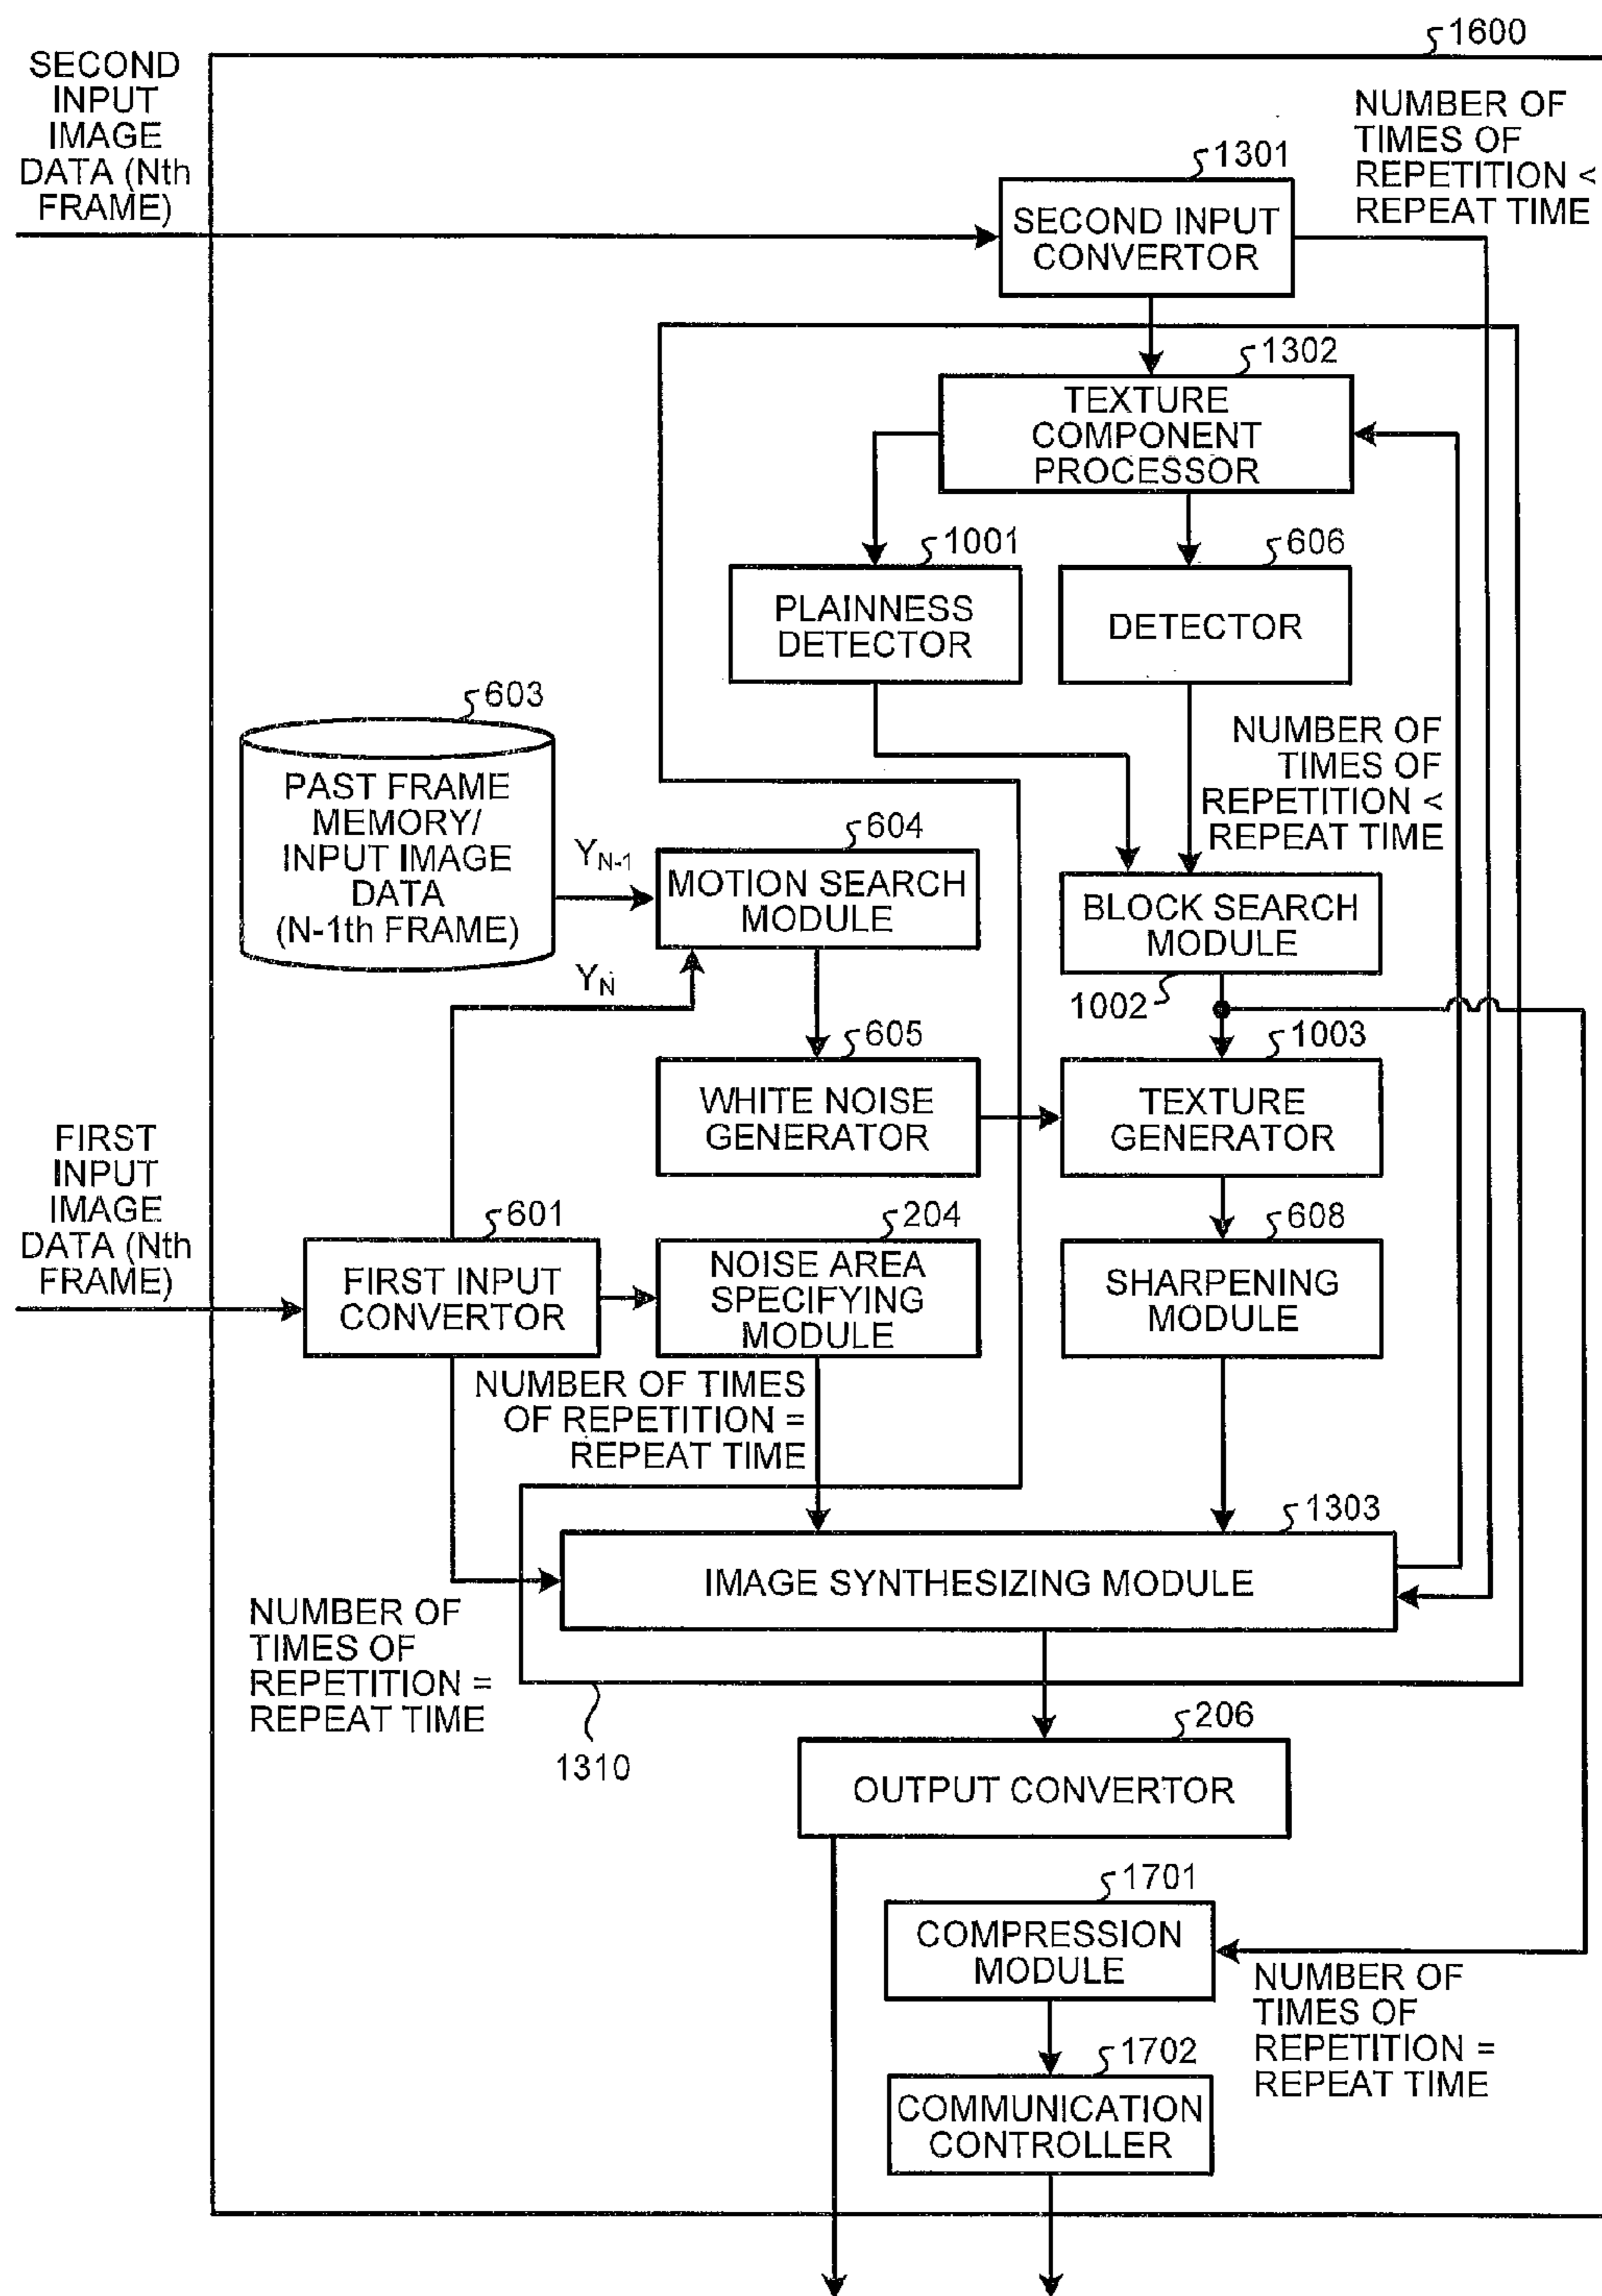 1600
SECOND
INPUT
IMAGE
DATA (Nth
FRAME)
NUMBER OF
TIMES OF
REPETITION <
REPEAT TIME
1301
SECOND INPUT
CONVERTOR
1302
TEXTURE
COMPONENT
PROCESSOR
1001
PLAINNESS
DETECTOR
606
DETECTOR
603
PAST FRAME
MEMORY/
INPUT IMAGE
DATA
(N-1th FRAME)
NUMBER OF
TIMES OF
REPETITION <
REPEAT TIME
YN-1
604
MOTION SEARCH
MODULE
BLOCK SEARCH
MODULE
1002
YN
605
WHITE NOISE
GENERATOR
1003
TEXTURE
GENERATOR
FIRST
INPUT
IMAGE
DATA (Nth
FRAME)
601
FIRST INPUT
CONVERTOR
204
NOISE AREA
SPECIFYING
MODULE
608
SHARPENING
MODULE
NUMBER OF TIMES
OF REPETITION =
REPEAT TIME
1303
IMAGE SYNTHESIZING MODULE
NUMBER OF
TIMES OF
REPETITION =
REPEAT TIME
1310
206
OUTPUT CONVERTOR
1701
COMPRESSION
MODULE
NUMBER OF
TIMES OF
REPETITION =
REPEAT TIME
1702
COMMUNICATION
CONTROLLER